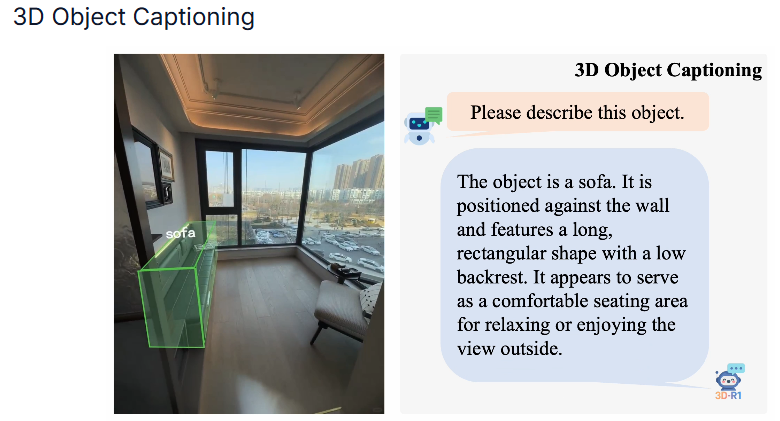 3D Object Captioning
sofa
3D Object Captioning
Please describe this object.
The object is a sofa. It is
positioned against the wall
and features a long,
rectangular shape with a low
backrest. It appears to serve
as a comfortable seating area
for relaxing or enjoying the
view outside.
3D-R1